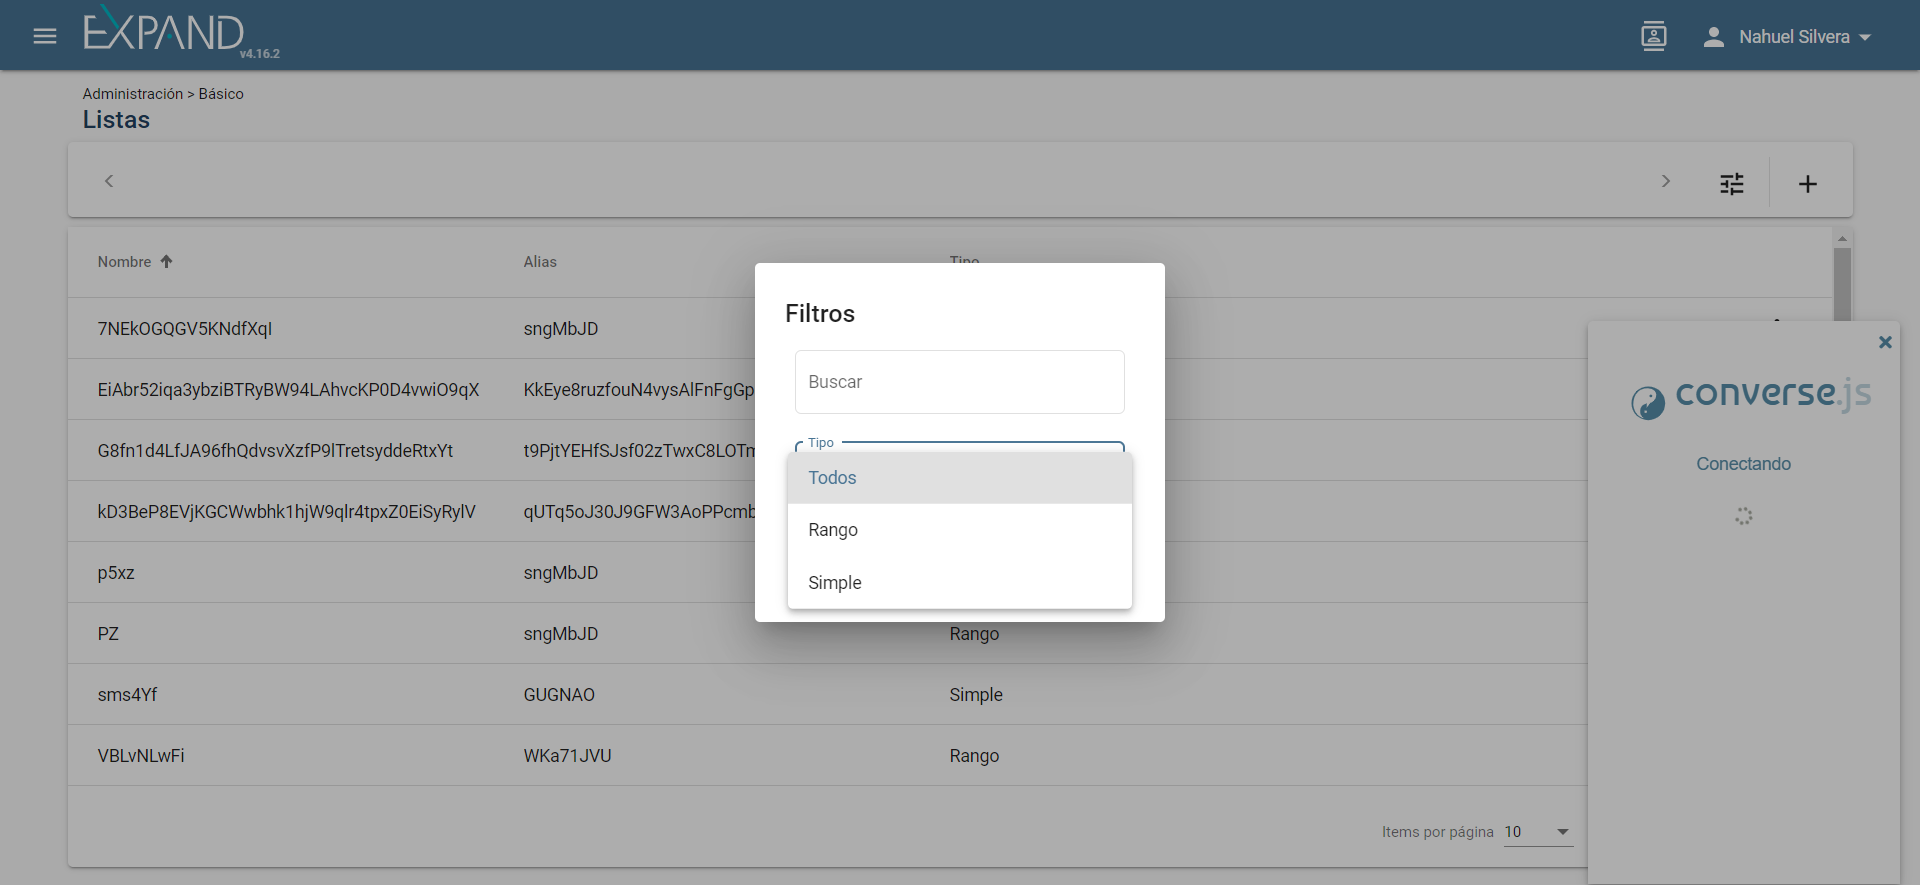 EXPAND
v4.16.2
Nahuel Silvera
Administración > Básico
Listas
Nombre
Alias
Tipo
7NEkOGQGV5KNdfXqI
sngMbJD
EiAbr52iqa3ybziBTRyBW94LAhvcKP0D4vwiO9qX
KkEye8ruzfouN4vysAlFnFgGp
G8fn1d4LfJA96fhQdvsvXzfP9lTretsyddeRtxYt
t9PjtYEHfSJsf02zTwxC8LOTm
kD3BeP8EVjKGCWwbhk1hjW9qlr4tpxZ0EiSyRylV
qUTq5oJ30J9GFW3AoPPcmb
p5xz
sngMbJD
PZ
sngMbJD
Rango
sms4Yf
GUGNAO
Simple
VBLvNLwFi
WKa71JVU
Rango
Items por página 10
Filtros
Buscar
Tipo
Todos
Rango
Simple
converse.js
Conectando